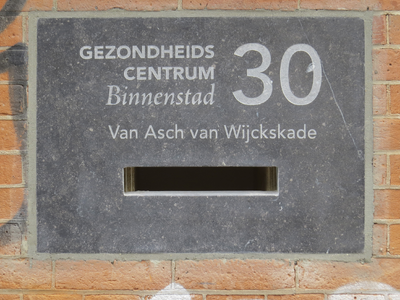 GEZONDHEIDS
CENTRUM
Binnenstad
30
Van Asch van Wijckskade